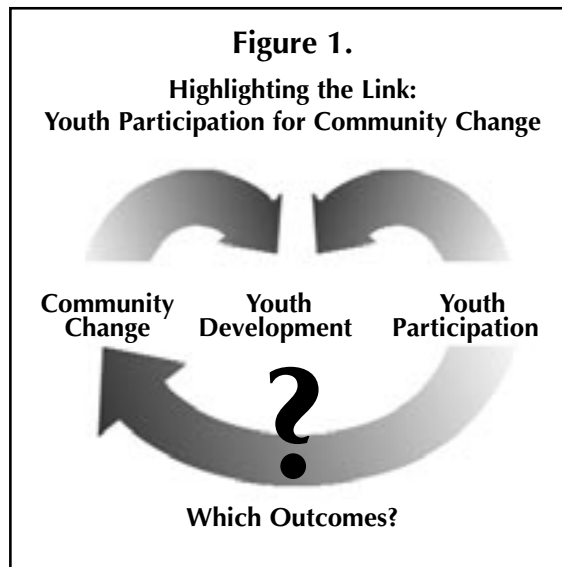 Figure 1.
Highlighting the Link:
Youth Participation for Community Change
Community Change
Youth Development
Youth Participation
?
Which Outcomes?